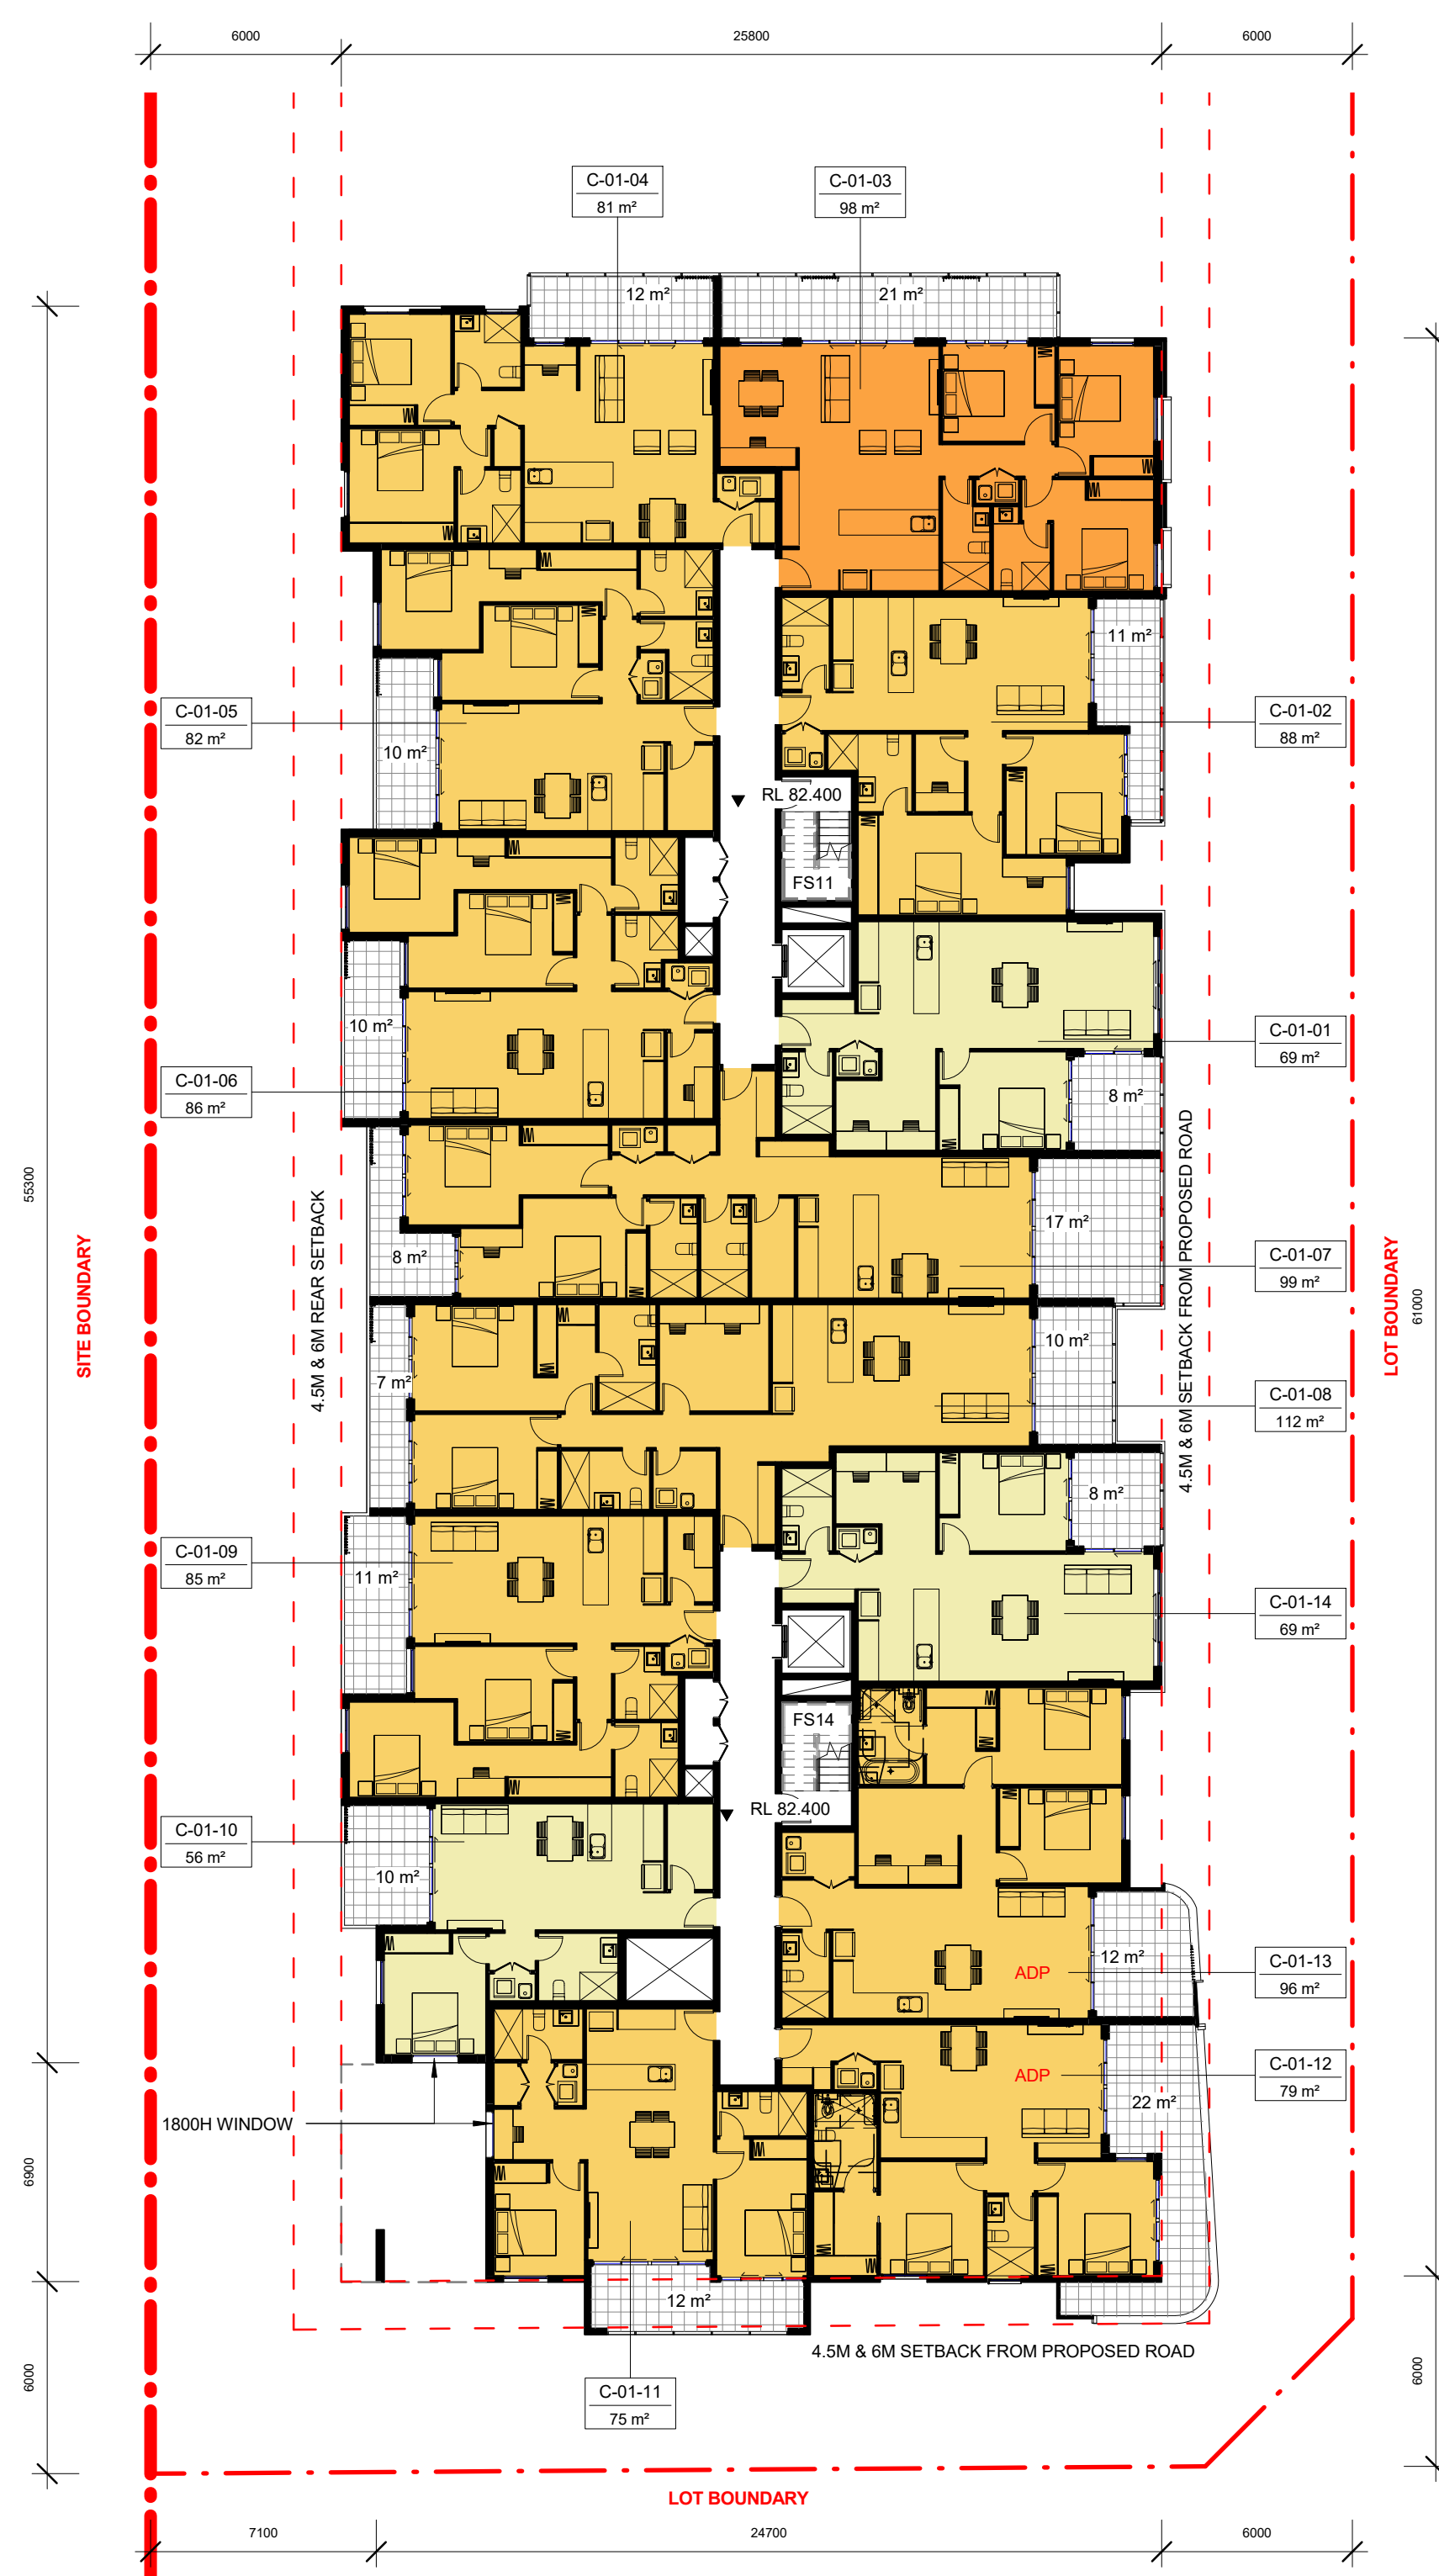 6000
25800
6000
C-01-04
81 m²
C-01-03
98 m²
12 m²
21 m²
11 m²
C-01-05
82 m²
C-01-02
88 m²
10 m²
RL 82.400
FS11
10 m²
C-01-01
69 m²
C-01-06
86 m²
8 m²
55300
SITE BOUNDARY
4.5M & 6M REAR SETBACK
4.5M & 6M SETBACK FROM PROPOSED ROAD
LOT BOUNDARY
61000
17 m²
8 m²
C-01-07
99 m²
10 m²
7 m²
C-01-08
112 m²
8 m²
C-01-09
85 m²
11 m²
C-01-14
69 m²
FS14
RL 82.400
C-01-10
56 m²
10 m²
12 m²
ADP
C-01-13
96 m²
ADP
C-01-12
79 m²
22 m²
1800H WINDOW
6900
12 m²
4.5M & 6M SETBACK FROM PROPOSED ROAD
6000
6000
C-01-11
75 m²
LOT BOUNDARY
7100
24700
6000